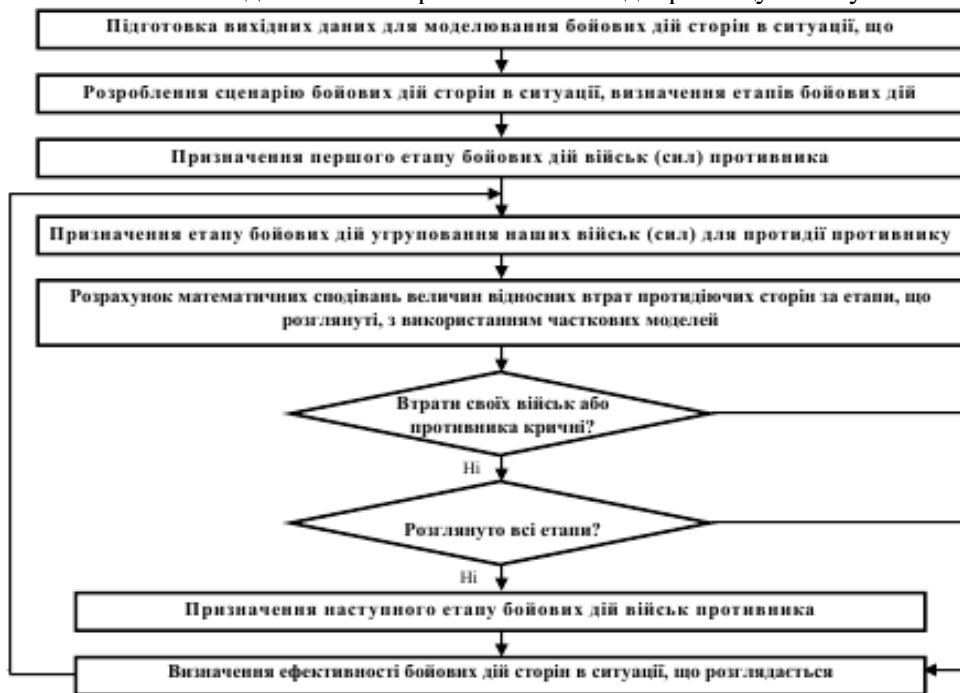 Підготовка вихідних даних для моделювання бойових дій сторін в ситуації, що
Розроблення сценарію бойових дій сторін в ситуації, визначення етапів бойових дій
Призначення першого етапу бойових дій військ (сил) противника
Призначення етапу бойових дій угруповання наших військ (сил) для протидії противнику
Розрахунок математичних сподівань величин відносних втрат протидіючих сторін за етапи, що
розглянуті, з використанням часткових моделей
Втрати своїх військ або
противника кричні?
Ні
Розглянуто всі етапи?
Ні
Призначення наступного етапу бойових дій військ противника
Визначення ефективності бойових дій сторін в ситуації, що розглядається